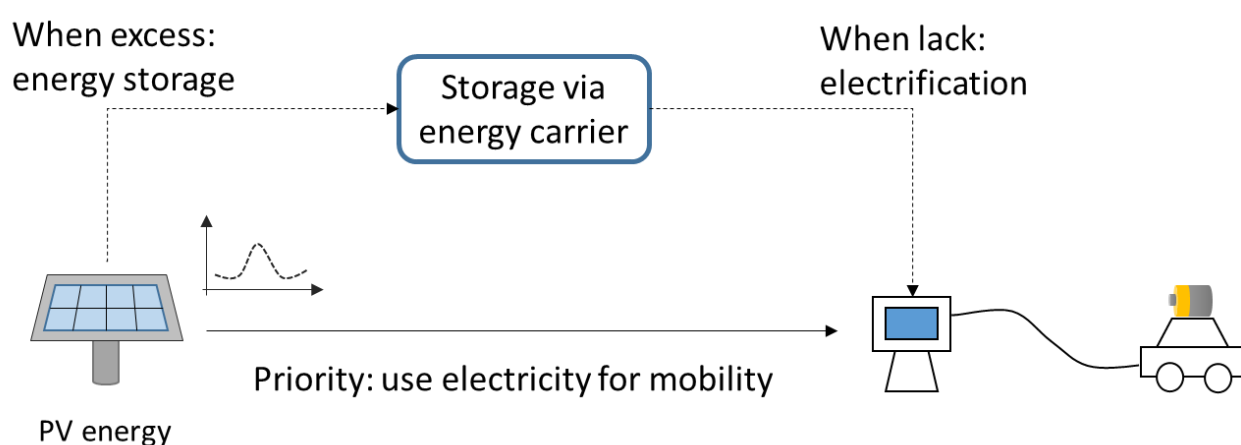 When excess:
energy storage
Storage via
energy carrier
When lack:
electrification
Priority: use electricity for mobility
PV energy